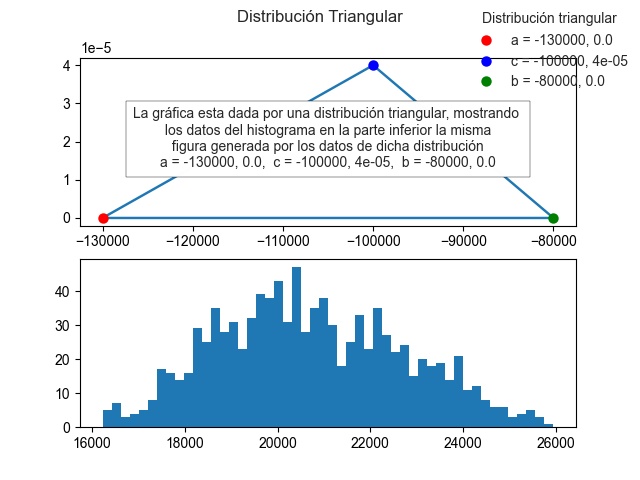 Distribución Triangular
Distribución triangular
a = -130000, 0.0
c = -100000, 4e-05
b = -80000, 0.0
1e−5
4
3
2
1
0
La gráfica esta dada por una distribución triangular, mostrando
los datos del histograma en la parte inferior la misma
figura generada por los datos de dicha distribución
a = -130000, 0.0,  c = -100000, 4e-05,  b = -80000, 0.0
−130000 −120000 −110000 −100000 −90000 −80000
40
30
20
10
0
16000 18000 20000 22000 24000 26000